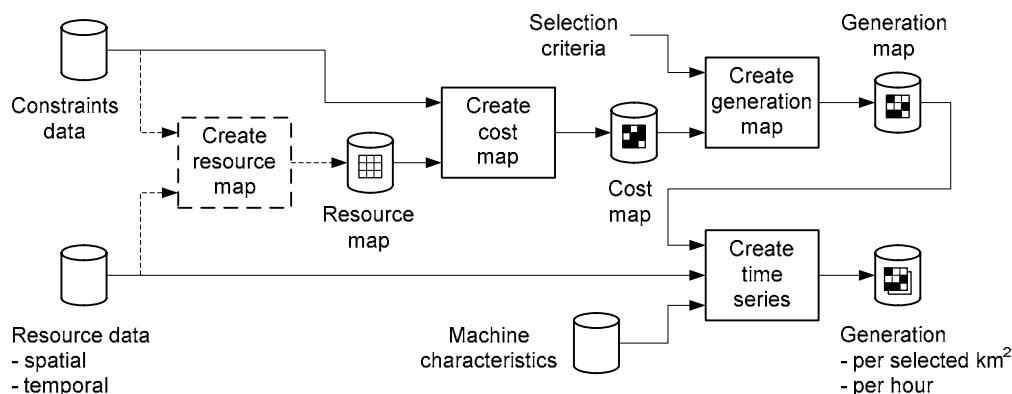 Constraints
data
Create
resource
map
Resource
map
Create
cost
map
Selection
criteria
Cost
map
Create
generation
map
Generation
map
Resource data
- spatial
- temporal
Machine
characteristics
Create
time
series
Generation
- per selected km²
- per hour